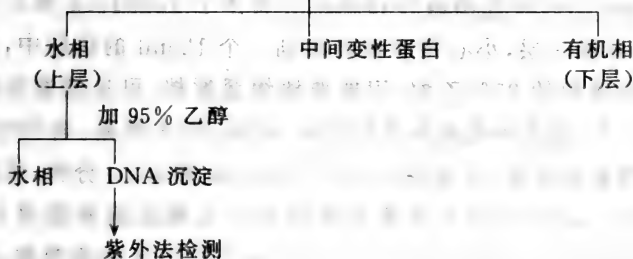 水相 中间变性蛋白 有机相
(上层) (下层)
加 95% 乙醇
水相 DNA 沉淀
紫外法检测